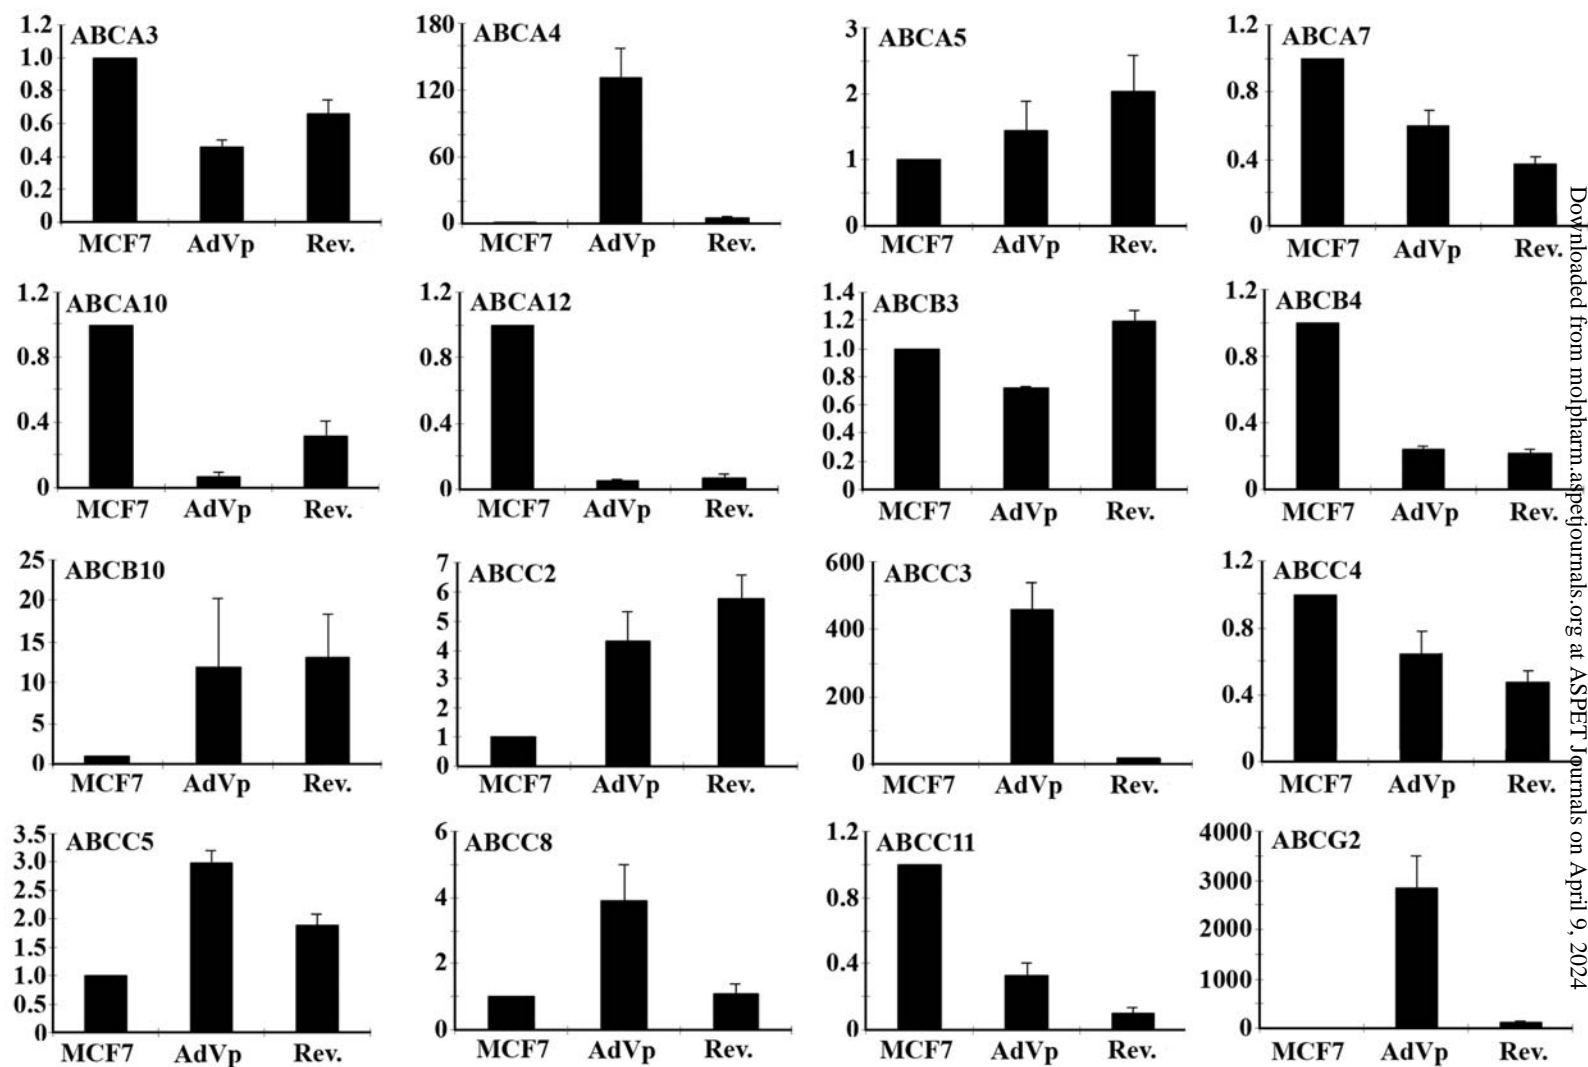 ABCA3
1.2
1.0
0.8
0.6
0.4
0.2
0
MCF7 AdVp Rev.
ABCA4
180
120
60
0
MCF7 AdVp Rev.
ABCA5
3
2
1
0
MCF7 AdVp Rev.
ABCA7
1.2
0.8
0.4
0
MCF7 AdVp Rev.
ABCA10
1.2
0.8
0.4
0
MCF7 AdVp Rev.
ABCA12
1.2
0.8
0.4
0
MCF7 AdVp Rev.
ABCB3
1.4
1.2
1.0
0.8
0.6
0.4
0.2
0
MCF7 AdVp Rev.
ABCB4
1.2
0.8
0.4
0
MCF7 AdVp Rev.
ABCB10
25
20
15
10
5
0
MCF7 AdVp Rev.
ABCC2
7
6
5
4
3
2
1
0
MCF7 AdVp Rev.
ABCC3
600
400
200
0
MCF7 AdVp Rev.
ABCC4
1.2
0.8
0.4
0
MCF7 AdVp Rev.
ABCC5
3.5
3.0
2.5
2.0
1.5
1.0
0.5
0
MCF7 AdVp Rev.
ABCC8
6
4
2
0
MCF7 AdVp Rev.
ABCC11
1.2
0.8
0.4
0
MCF7 AdVp Rev.
ABCG2
4000
3000
2000
1000
0
MCF7 AdVp Rev.
Downloaded from molpharm.aspetjournals.org at ASPET Journals on April 9, 2024